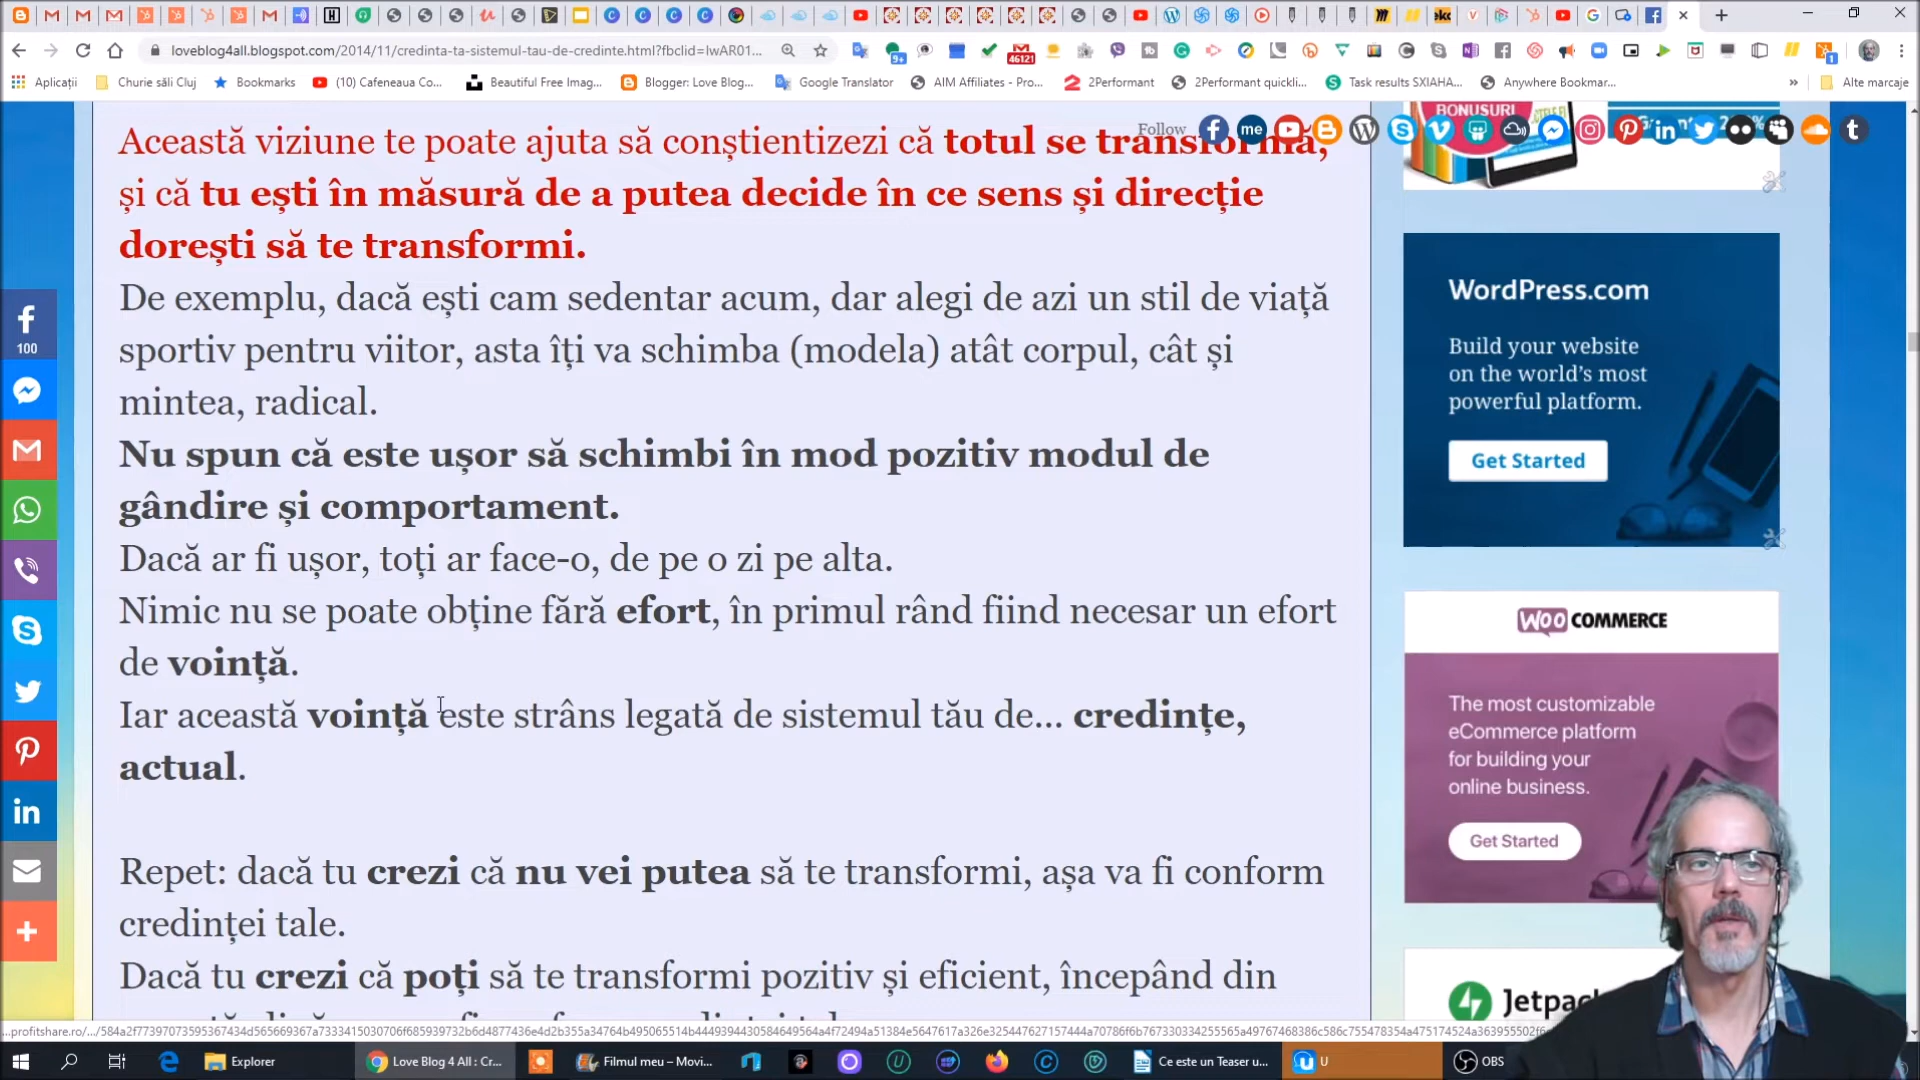 loveblog4all.blogspot.com/2014/11/credinta-ta-sistemul-tau-de-credinte.html?fbclid=IwAR01...
46121
9+
1
Aplicații
Churie săli Cluj
Bookmarks
(10) Cafeneaua Co...
Beautiful Free Imag...
Blogger: Love Blog...
Google Translator
AIM Affiliates - Pro...
2Performant
2Performant quickli...
Task results SXIAHA...
Anywhere Bookmar...
»
Alte marcaje
Follow
Această viziune te poate ajuta să conștientizezi că totul se transformă,
și că tu ești în măsură de a putea decide în ce sens și direcție
dorești să te transformi.
De exemplu, dacă ești cam sedentar acum, dar alegi de azi un stil de viață
sportiv pentru viitor, asta îți va schimba (modela) atât corpul, cât și
mintea, radical.
Nu spun că este ușor să schimbi în mod pozitiv modul de
gândire și comportament.
Dacă ar fi ușor, toți ar face-o, de pe o zi pe alta.
Nimic nu se poate obține fără efort, în primul rând fiind necesar un efort
de voință.
Iar această voință este strâns legată de sistemul tău de... credințe,
actual.
Repet: dacă tu crezi că nu vei putea să te transformi, așa va fi conform
credinței tale.
Dacă tu crezi că poți să te transformi pozitiv și eficient, începând din
100
BONUSURI
WordPress.com
Build your website
on the world's most
powerful platform.
Get Started
WOO COMMERCE
The most customizable
eCommerce platform
for building your
online business.
Get Started
Jetpack
Explorer
Love Blog 4 All : Cr...
Filmul meu – Movi...
Ce este un Teaser u...
U
OBS